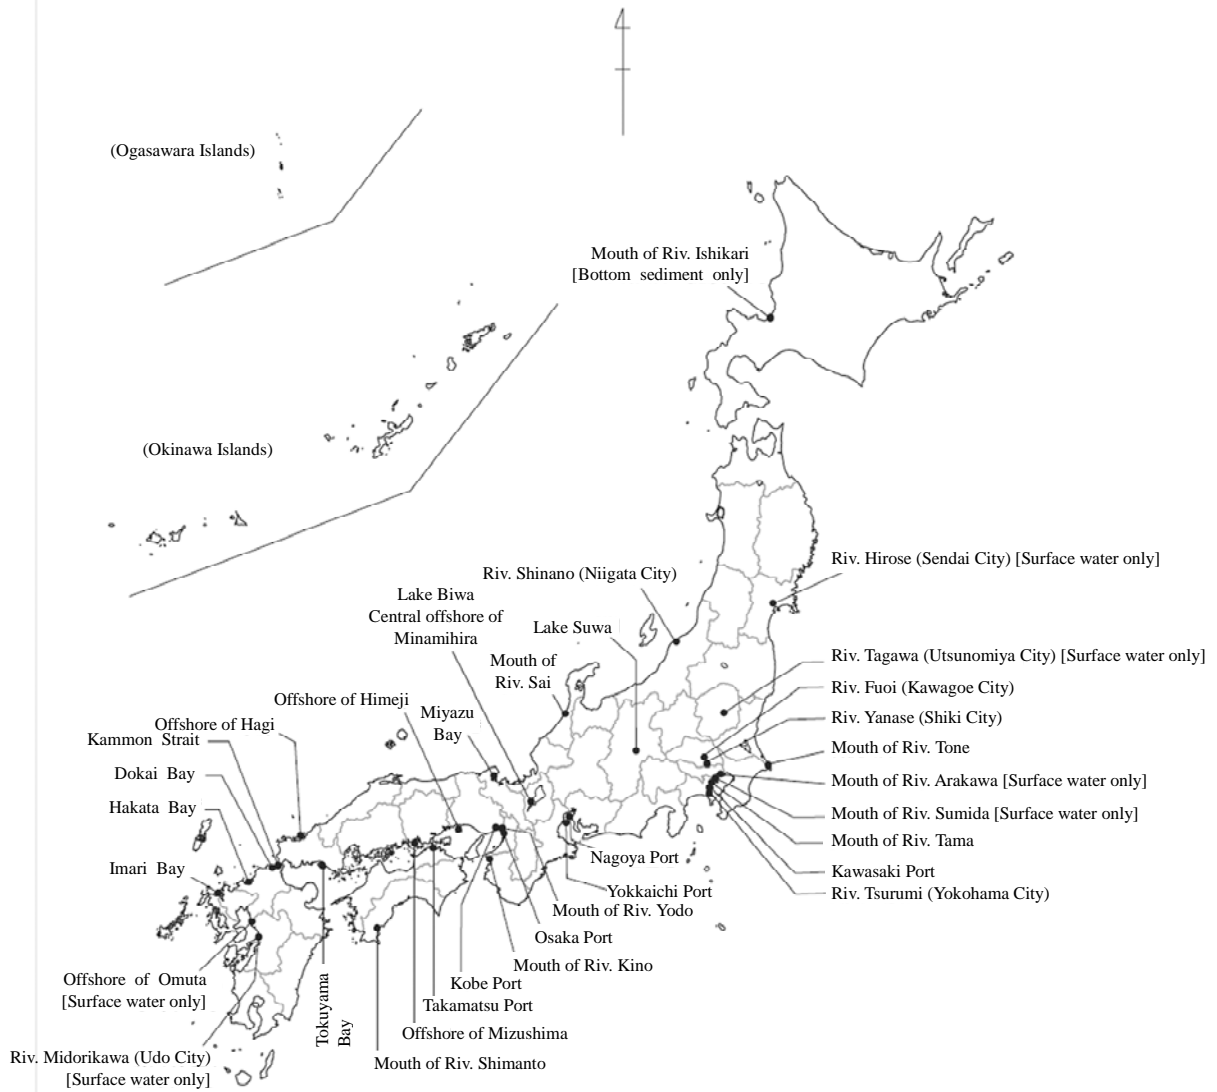 (Ogasawara Islands)
Mouth of Riv. Ishikari
[Bottom sediment only]
(Okinawa Islands)
Riv. Hirose (Sendai City) [Surface water only]
Riv. Shinano (Niigata City)
Lake Biwa
Central offshore of
Minamihira
Lake Suwa
Mouth of
Riv. Sai
Riv. Tagawa (Utsunomiya City) [Surface water only]
Riv. Fuoi (Kawagoe City)
Offshore of Himeji
Miyazu
Bay
Riv. Yanase (Shiki City)
Offshore of Hagi
Kammon Strait
Mouth of Riv. Tone
Dokai Bay
Mouth of Riv. Arakawa [Surface water only]
Hakata Bay
Mouth of Riv. Sumida [Surface water only]
Mouth of Riv. Tama
Nagoya Port
Imari Bay
Kawasaki Port
Yokkaichi Port
Riv. Tsurumi (Yokohama City)
Mouth of Riv. Yodo
Osaka Port
Mouth of Riv. Kino
Offshore of Omuta
[Surface water only]
Kobe Port
Takamatsu Port
Tokuyama
Bay
Offshore of Mizushima
Riv. Midorikawa (Udo City)
[Surface water only]
Mouth of Riv. Shimanto